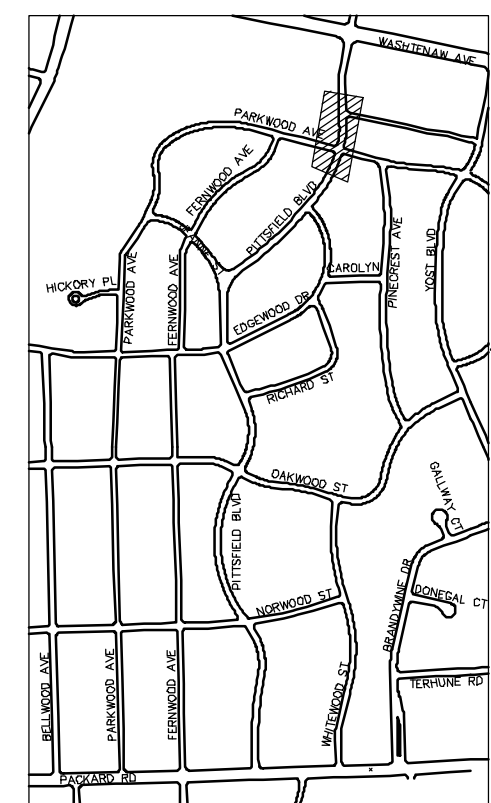 WASHTENAW AVE
PARKWOOD AVE
FERNWOOD AVE
PITTSFIELD BLVD
PINECREST AVE
YOST BLVD
CAROLYN
HICKORY PL
PARKWOOD AVE
FERNWOOD AVE
EDGEWOOD DR
RICHARD ST
OAKWOOD ST
GALLWAY CT
PITTSFIELD BLVD
BRANDYWINE DR
DONEGAL CT
NORWOOD ST
BELLWOOD AVE
PARKWOOD AVE
FERNWOOD AVE
WHITEWOOD ST
TERHUNE RD
PACKARD RD